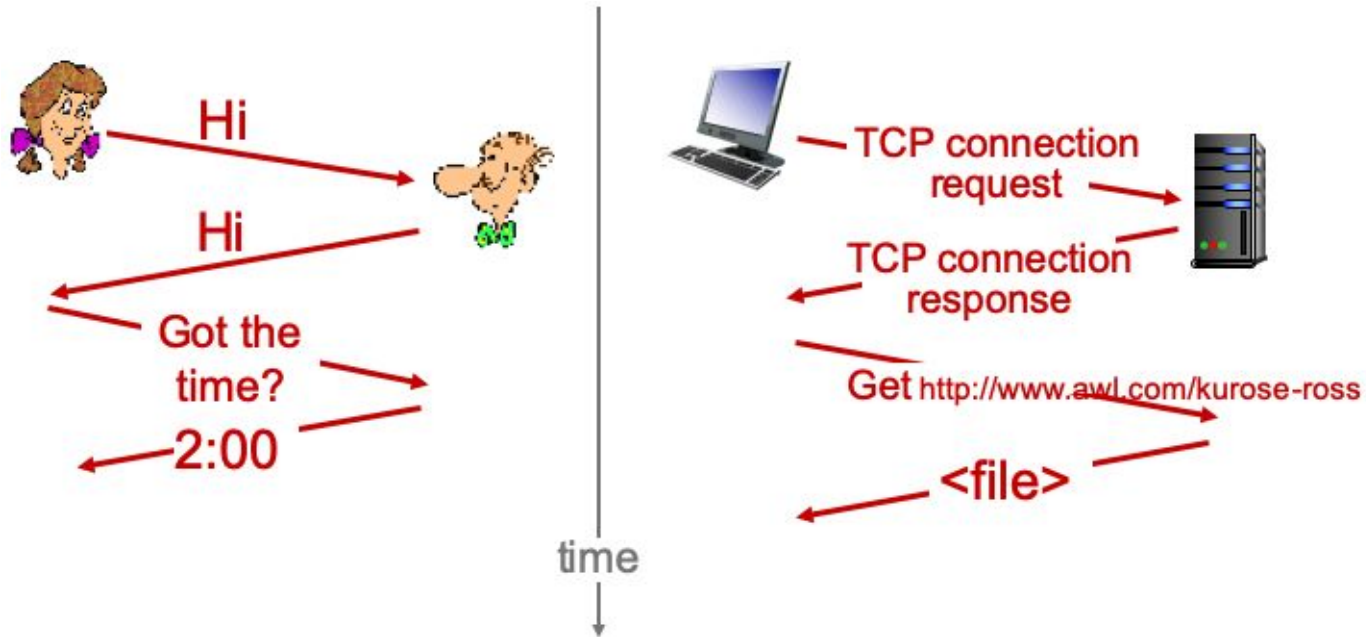 Hi
Hi
Got the
time?
2:00
time
TCP connection
request
TCP connection
response
Get http://www.awl.com/kurose-ross
<file>